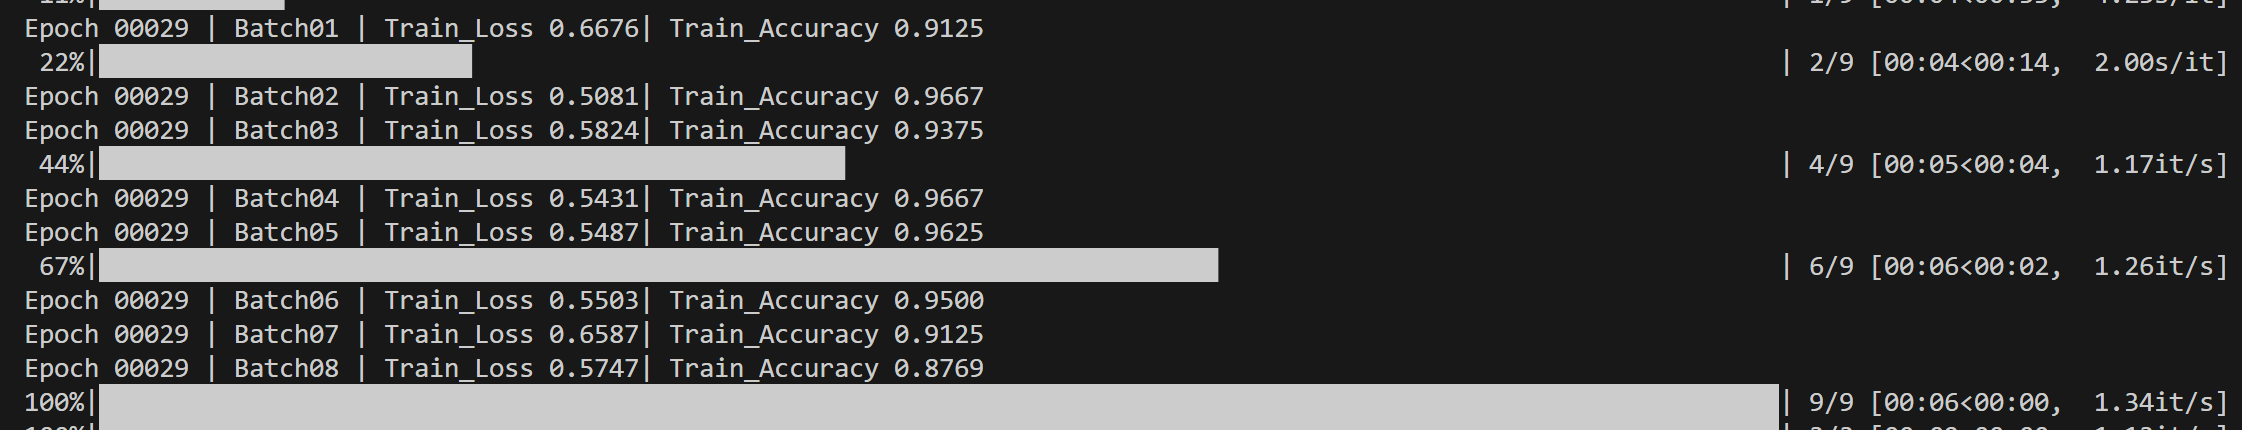 Epoch 00029 | Batch01 | Train_Loss 0.6676| Train_Accuracy 0.9125
22%| | 2/9 [00:04<00:14, 2.00s/it]
Epoch 00029 | Batch02 | Train_Loss 0.5081| Train_Accuracy 0.9667
Epoch 00029 | Batch03 | Train_Loss 0.5824| Train_Accuracy 0.9375
44%| | 4/9 [00:05<00:04, 1.17it/s]
Epoch 00029 | Batch04 | Train_Loss 0.5431| Train_Accuracy 0.9667
Epoch 00029 | Batch05 | Train_Loss 0.5487| Train_Accuracy 0.9625
67%| | 6/9 [00:06<00:02, 1.26it/s]
Epoch 00029 | Batch06 | Train_Loss 0.5503| Train_Accuracy 0.9500
Epoch 00029 | Batch07 | Train_Loss 0.6587| Train_Accuracy 0.9125
Epoch 00029 | Batch08 | Train_Loss 0.5747| Train_Accuracy 0.8769
100%| | 9/9 [00:06<00:00, 1.34it/s]